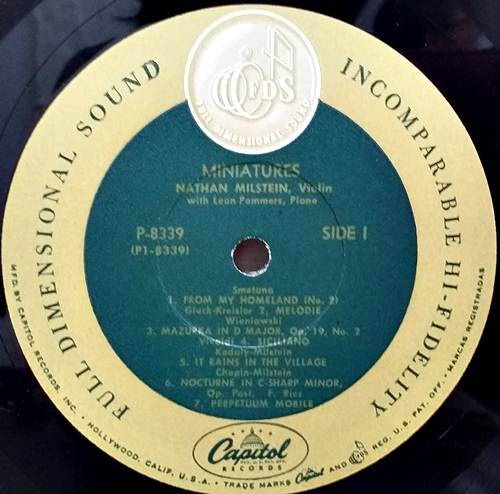 FULL DIMENSIONAL SOUND
INCOMPARABLE HI-FIDELITY
FDS
FULL DIMENSIONAL SOUND
MINIATURES
NATHAN MILSTEIN, Violin
with Leon Pommers, Piano
P-8339
(P1-8339)
SIDE 1
Smetana
1. FROM MY HOMELAND (No. 2)
Gluck-Kreisler 2. MELODIE
Wieniawski
3. MAZURKA IN D MAJOR, Op. 19, No. 2
Vivaldi 4. SICILIANO
Kodaly-Milstein
5. IT RAINS IN THE VILLAGE
Chopin-Milstein
6. NOCTURNE IN C-SHARP MINOR,
Op. Post. F. Ries
7. PERPETUUM MOBILE
Capitol
RECORDS
MFD. BY CAPITOL RECORDS, INC. • HOLLYWOOD, CALIF. U.S.A. • TRADE MARKS Capitol AND FDS REG. U.S. PAT. OFF. • MARCAS REGISTRADAS